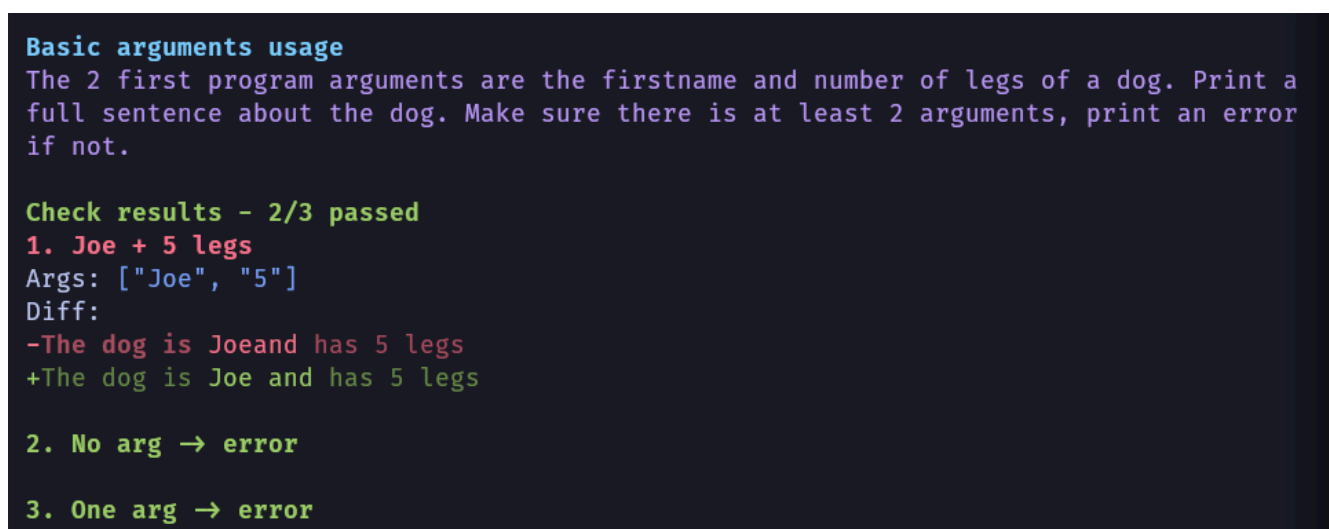 Basic arguments usage
The 2 first program arguments are the firstname and number of legs of a dog. Print a
full sentence about the dog. Make sure there is at least 2 arguments, print an error
if not.
Check results - 2/3 passed
1. Joe + 5 legs
Args: ["Joe", "5"]
Diff:
-The dog is Joeand has 5 legs
+The dog is Joe and has 5 legs
2. No arg → error
3. One arg → error